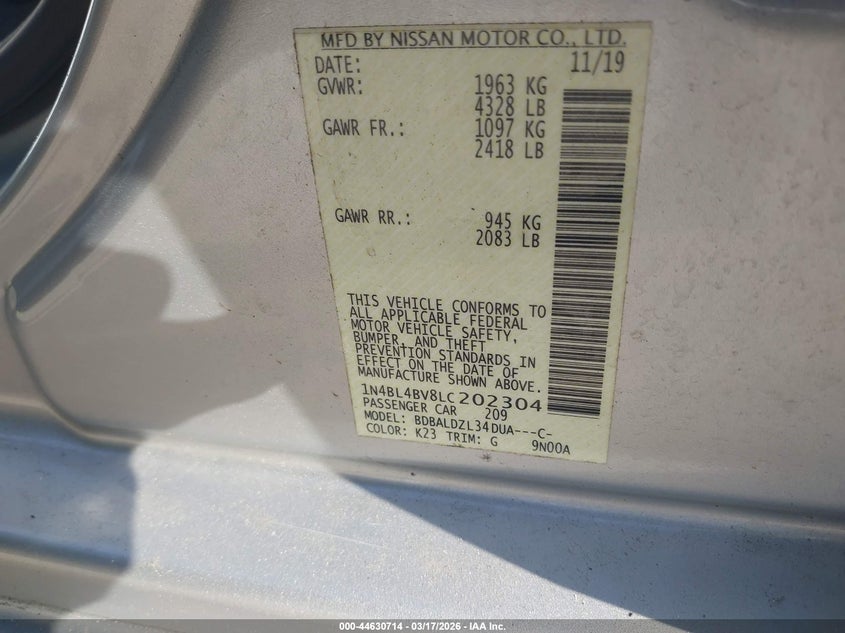 MFD BY NISSAN MOTOR CO., LTD.
DATE: 11/19
GVWR: 1963 KG
4328 LB
GAWR FR.: 1097 KG
2418 LB
GAWR RR.: 945 KG
2083 LB
THIS VEHICLE CONFORMS TO
ALL APPLICABLE FEDERAL
MOTOR VEHICLE SAFETY,
BUMPER, AND THEFT
PREVENTION STANDARDS IN
EFFECT ON THE DATE OF
MANUFACTURE SHOWN ABOVE.
1N4BL4BV8LC202304
PASSENGER CAR 209
MODEL: BDBALDZL34DUA---C-
COLOR: K23 TRIM: G 9N00A
000-44630714 - 03/17/2026 - IAA Inc.